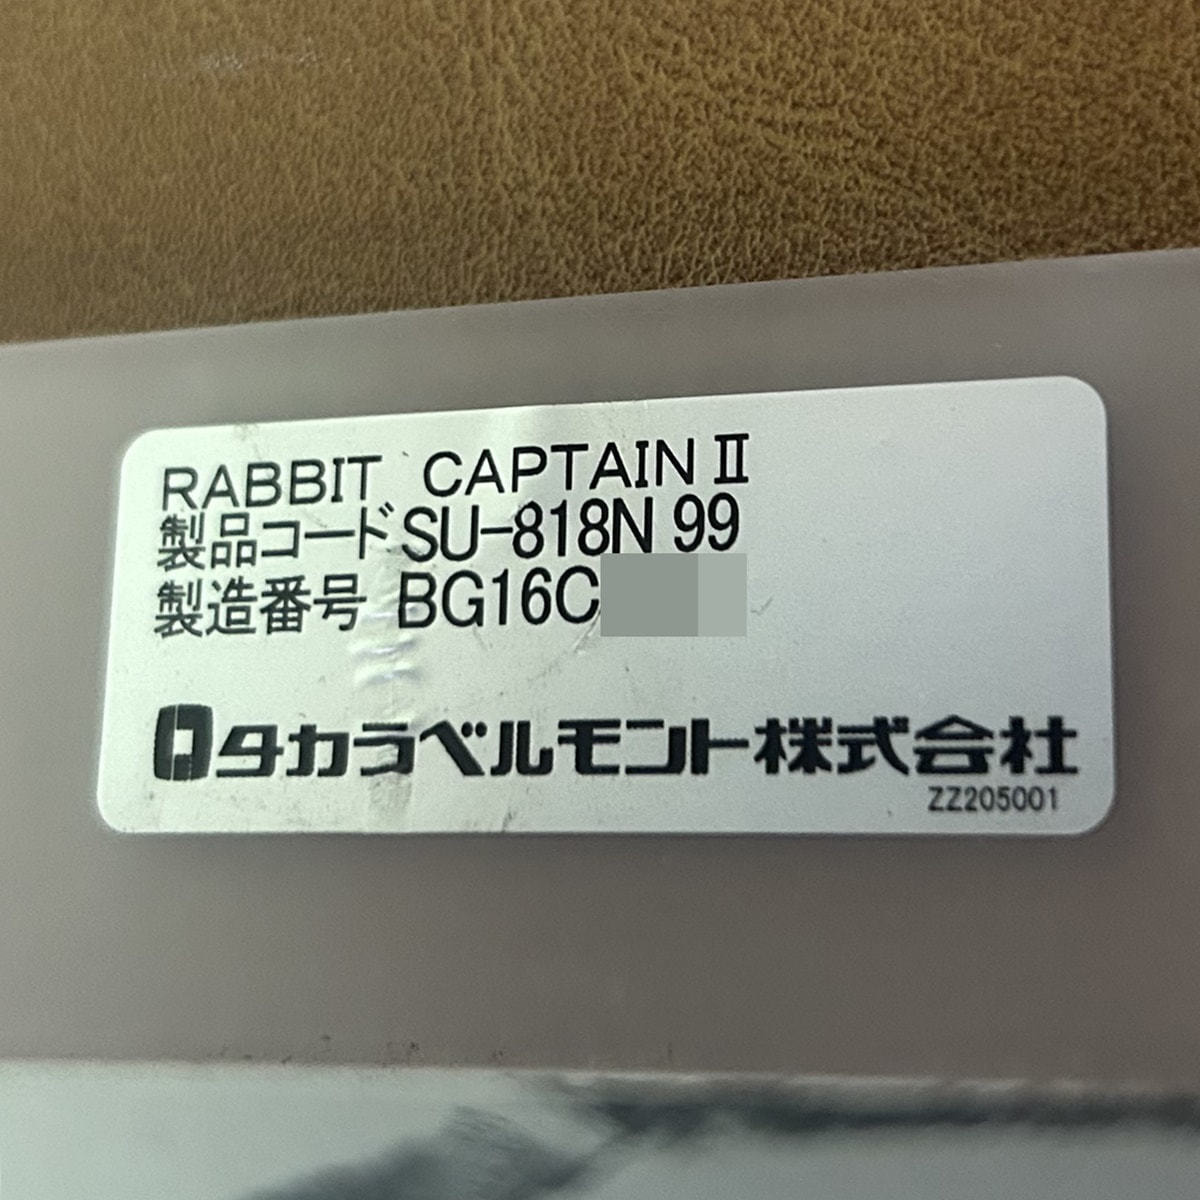 RABBIT CAPTAIN II
製品コード SU-818N 99
製造番号 BG16C
タカラベルモント株式会社
ZZ205001